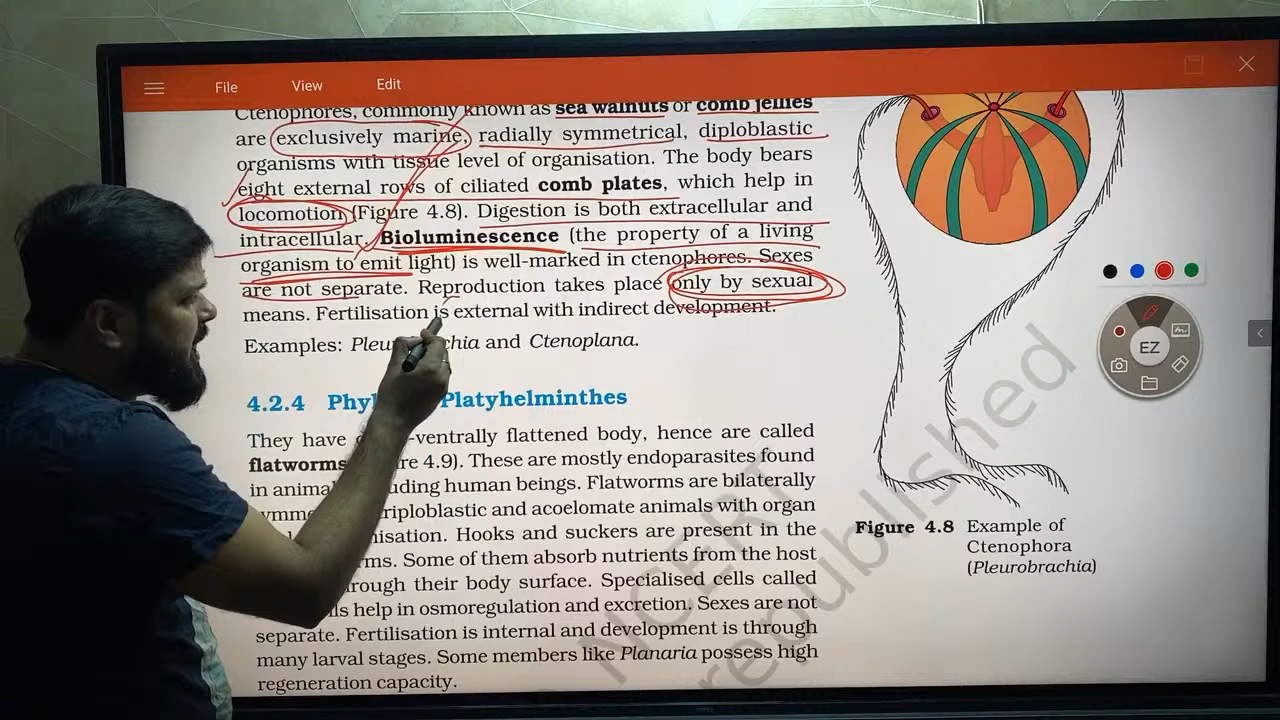 File View Edit
Ctenophores, commonly known as sea walnuts or comb jellies
are exclusively marine, radially symmetrical, diploblastic
organisms with tissue level of organisation. The body bears
eight external rows of ciliated comb plates, which help in
locomotion (Figure 4.8). Digestion is both extracellular and
intracellular. Bioluminescence (the property of a living
organism to emit light) is well-marked in ctenophores. Sexes
are not separate. Reproduction takes place only by sexual
means. Fertilisation is external with indirect development.
Examples: and Ctenoplana.
4.2.4 Platyhelminthes
They have -ventrally flattened body, hence are called
flatworms 4.9). These are mostly endoparasites found
in human beings. Flatworms are bilaterally
and acoelomate animals with organ
Hooks and suckers are present in the
Some of them absorb nutrients from the host
through their body surface. Specialised cells called
help in osmoregulation and excretion. Sexes are not
separate. Fertilisation is internal and development is through
many larval stages. Some members like Planaria possess high
regeneration capacity.
EZ
Figure 4.8 Example of
Ctenophora
(Pleurobrachia)
NCERT
republished